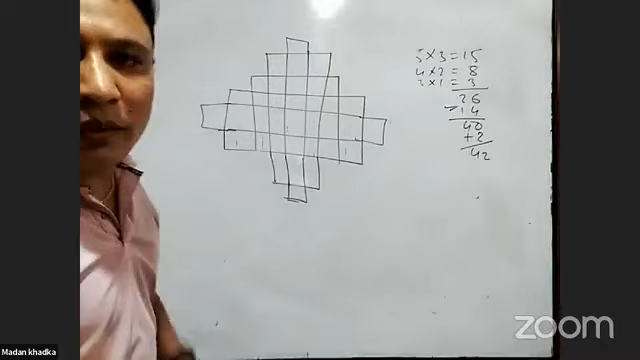 5 × 3 = 15
4 × 2 = 8
3 × 1 = 3
26
14
40
+ 2
42
zoom
Madan khadka